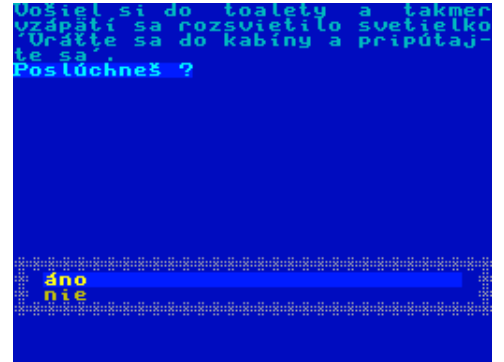 Vošiel si do toalety a takmer
vzápätí sa rozsvietilo svetielko
'Vráťte sa do kabíny a pripútaj-
te sa'.
Poslúchneš ?
áno
nie